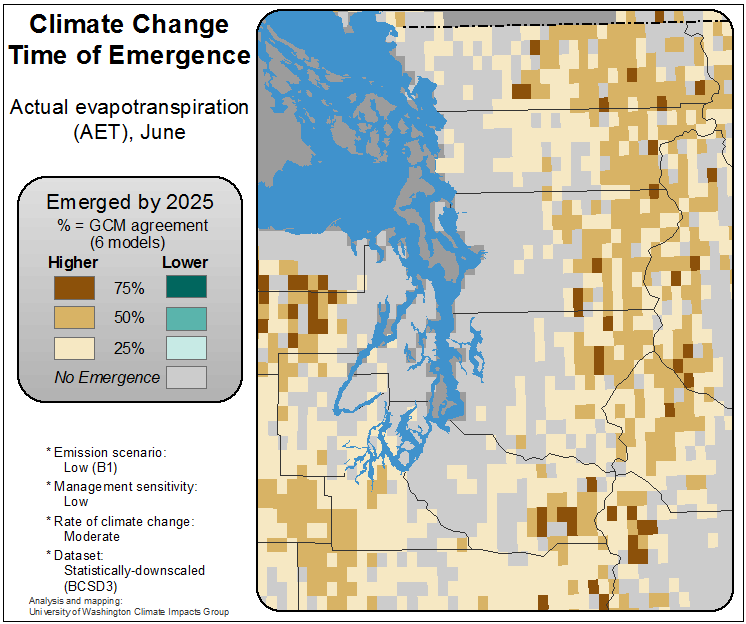 Climate Change
Time of Emergence
Actual evapotranspiration
(AET), June
Emerged by 2025
% = GCM agreement
(6 models)
Higher Lower
75%
50%
25%
No Emergence
* Emission scenario:
Low (B1)
* Management sensitivity:
Low
* Rate of climate change:
Moderate
* Dataset:
Statistically-downscaled
(BCSD3)
Analysis and mapping:
University of Washington Climate Impacts Group